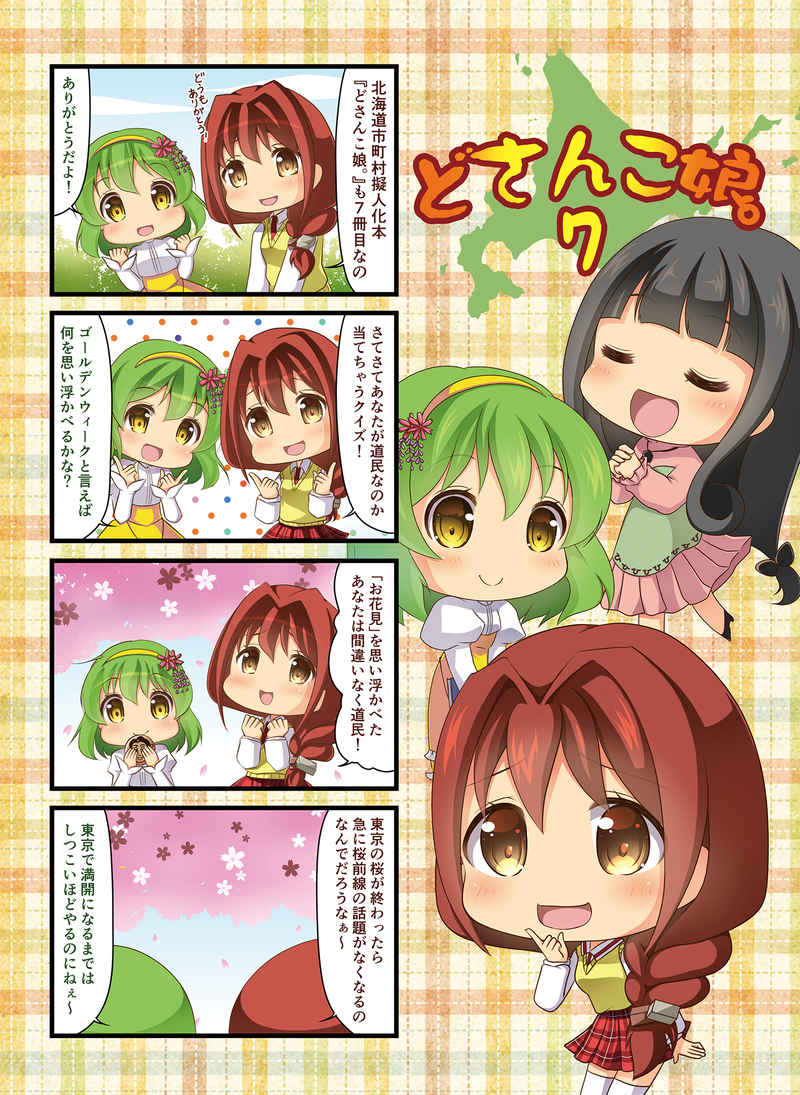 どさんこ娘。
7
北海道市町村擬人化本
『どさんこ娘。』も７冊目なの
どうも
ありがとう♪
ありがとうだよ！
さてさてあなたが道民なのか
当てちゃうクイズ！
ゴールデンウィークと言えば
何を思い浮かべるかな？
「お花見」を思い浮かべた
あなたは間違いなく道民！
東京の桜が終わったら
急に桜前線の話題がなくなるの
なんでだろうなぁ～
東京で満開になるまでは
しつこいほどやるのにねぇ～